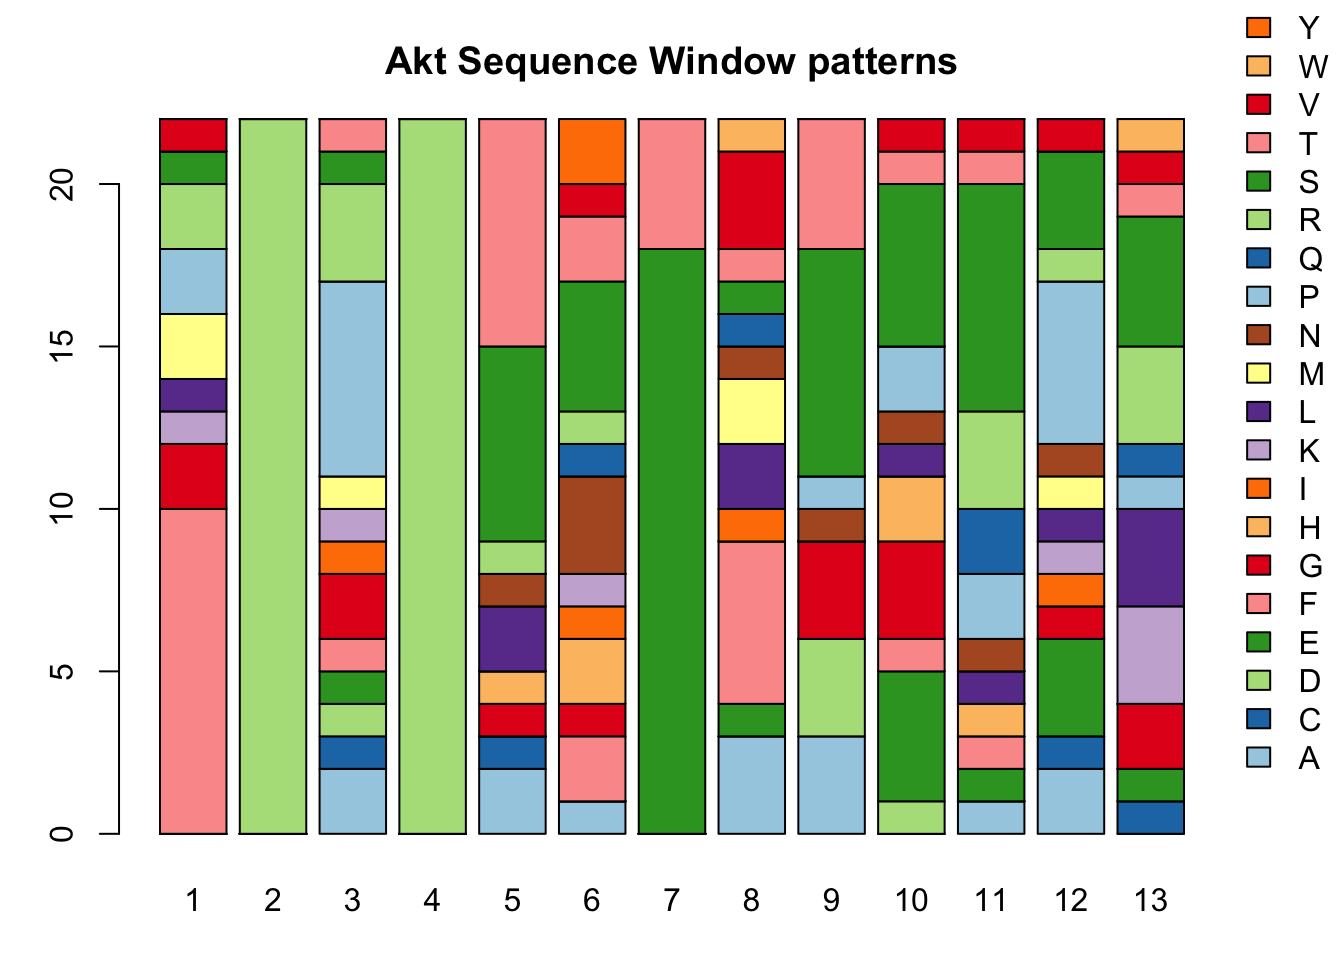 Akt Sequence Window patterns
Y
W
V
T
S
R
Q
P
N
M
L
K
I
H
G
F
E
D
C
A
20
15
10
5
0
1 2 3 4 5 6 7 8 9 10 11 12 13